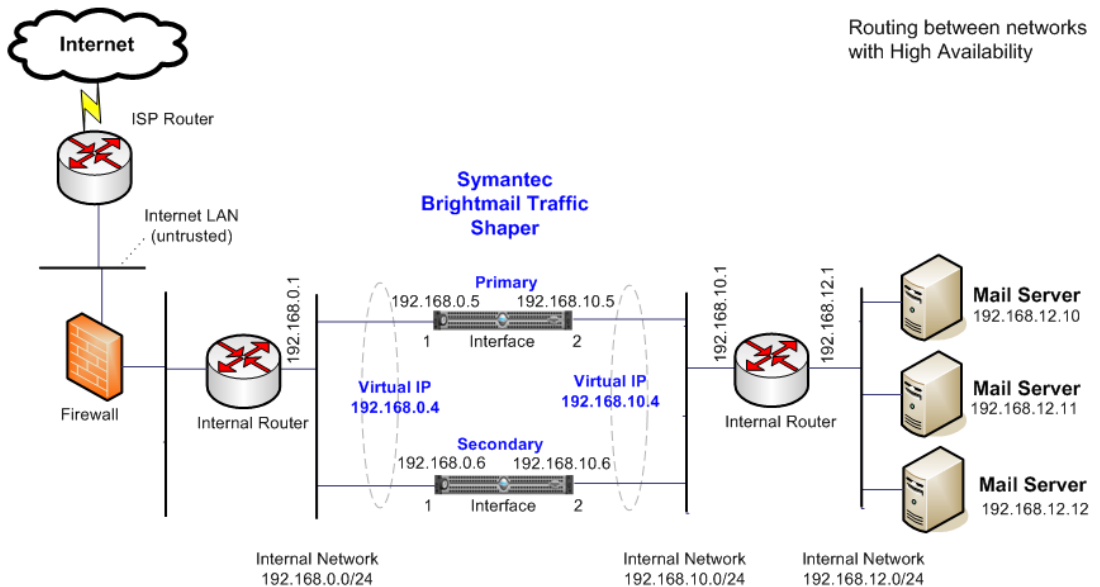 Internet
Routing between networks
with High Availability
ISP Router
Symantec
Brightmail Traffic
Shaper
Internet LAN
(untrusted)
Primary
192.168.0.5
192.168.10.5
1
Interface
2
192.168.0.1
192.168.10.1
192.168.12.1
Mail Server
192.168.12.10
Virtual IP
192.168.0.4
Virtual IP
192.168.10.4
Mail Server
192.168.12.11
Firewall
Internal Router
Internal Router
Secondary
192.168.0.6
192.168.10.6
1
Interface
2
Mail Server
192.168.12.12
Internal Network
192.168.0.0/24
Internal Network
192.168.10.0/24
Internal Network
192.168.12.0/24